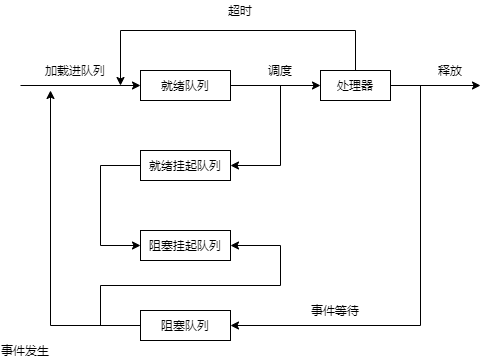 超时
加载进队列
就绪队列
调度
处理器
释放
就绪挂起队列
阻塞挂起队列
事件等待
阻塞队列
事件发生